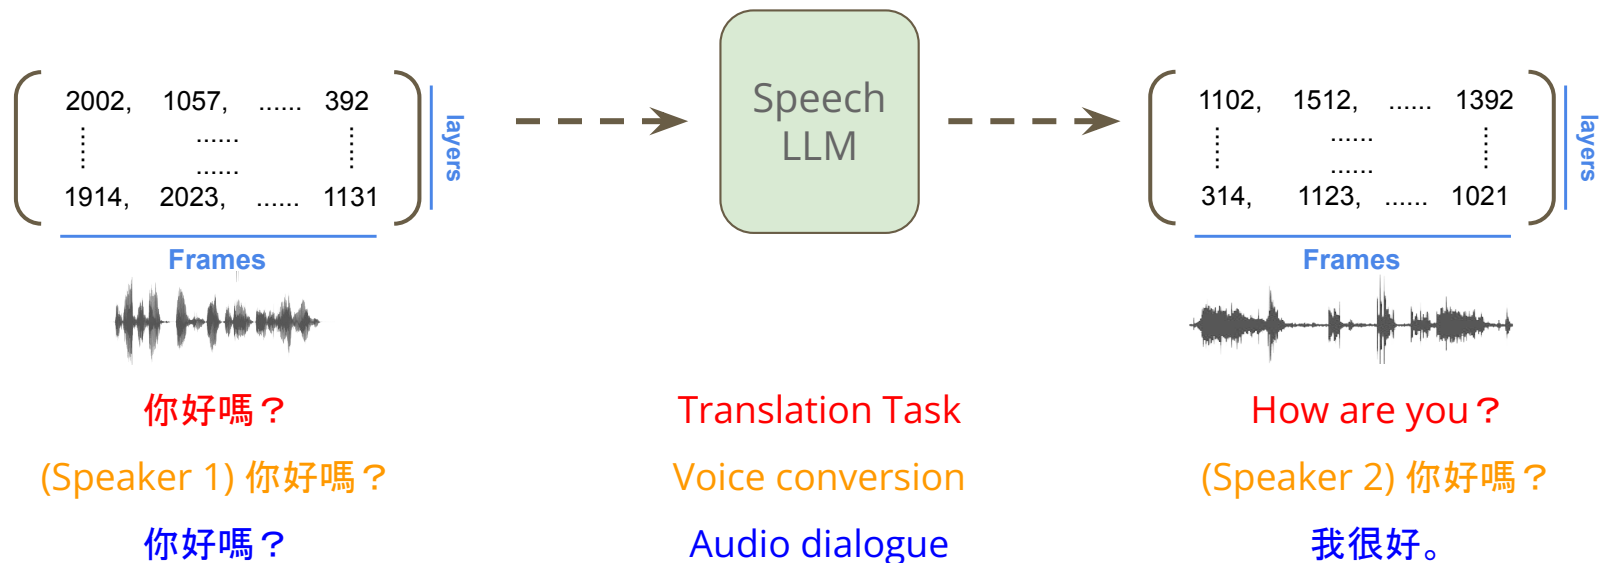 2002, 1057, ...... 392
......
......
1914, 2023, ...... 1131
layers
Frames
Speech
LLM
1102, 1512, ...... 1392
......
......
314, 1123, ...... 1021
layers
Frames
你好嗎？ Translation Task How are you？
(Speaker 1) 你好嗎？ Voice conversion (Speaker 2) 你好嗎？
你好嗎？ Audio dialogue 我很好。